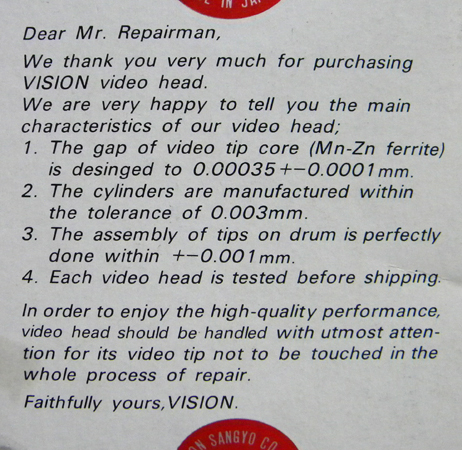 IN JA
Dear Mr. Repairman,
We thank you very much for purchasing
VISION video head.
We are very happy to tell you the main
characteristics of our video head;
1. The gap of video tip core (Mn-Zn ferrite)
is desinged to 0.00035+−0.0001mm.
2. The cylinders are manufactured within
the tolerance of 0.003mm.
3. The assembly of tips on drum is perfectly
done within +−0.001mm.
4. Each video head is tested before shipping.
In order to enjoy the high-quality performance,
video head should be handled with utmost atten-
tion for its video tip not to be touched in the
whole process of repair.
Faithfully yours,VISION.
ON SANGYO CO